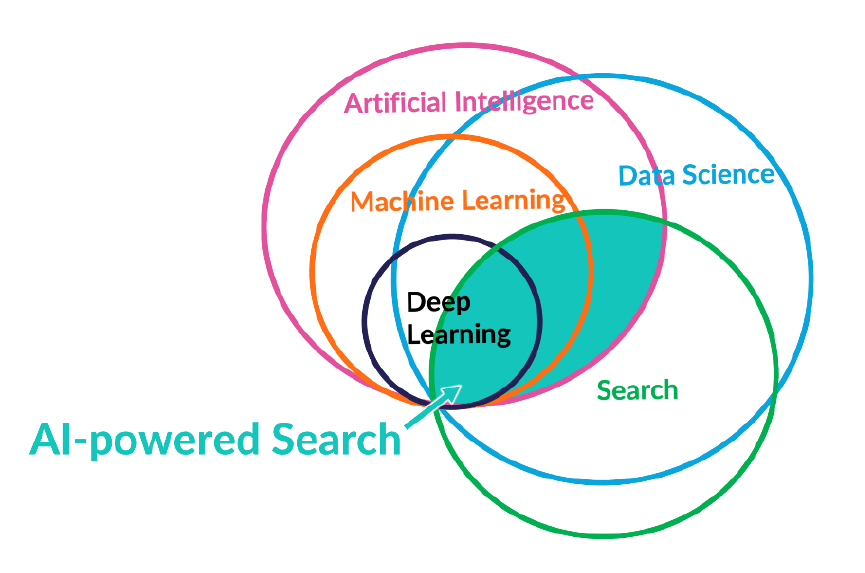 Artificial Intelligence
Data Science
Machine Learning
Deep
Learning
Search
AI-powered Search